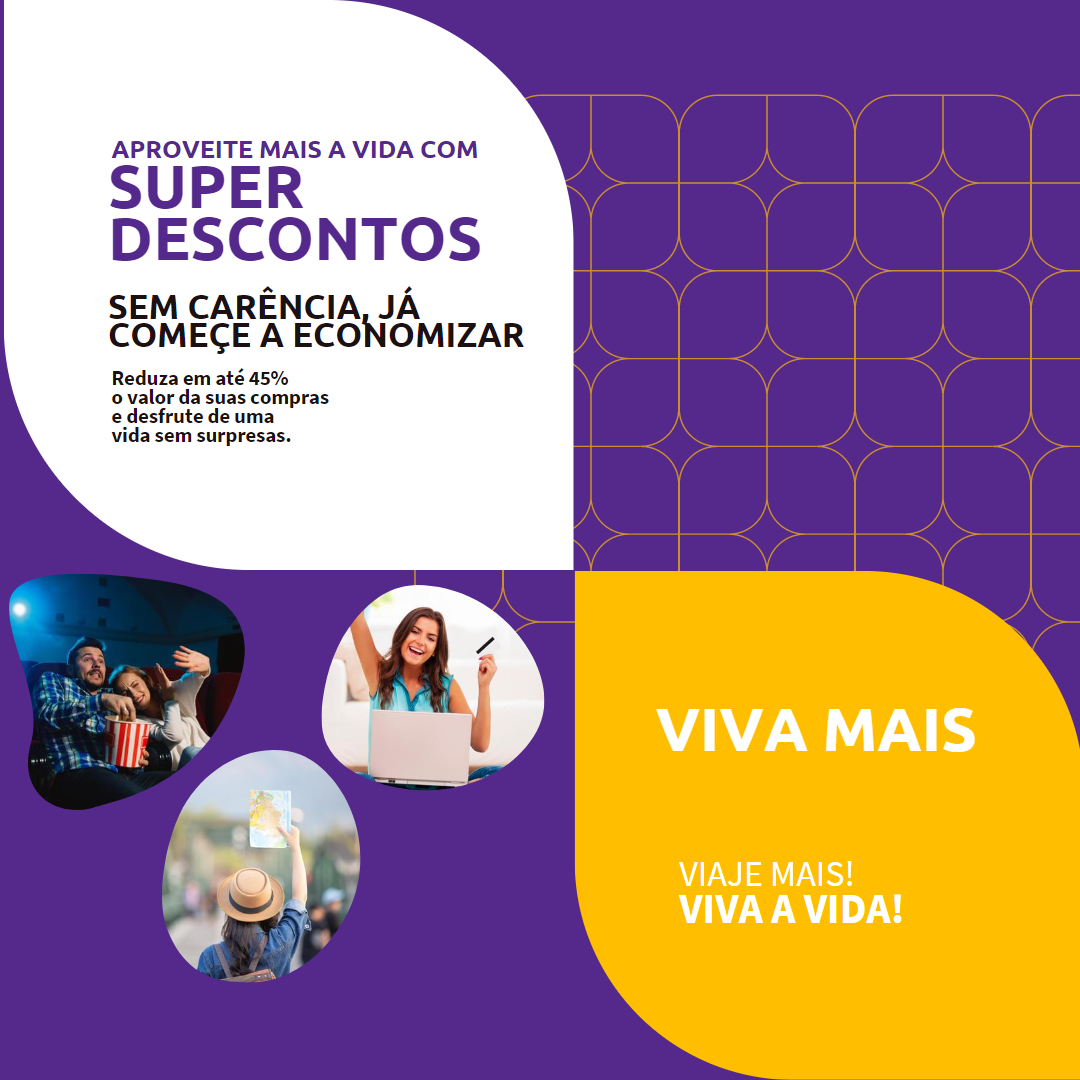 APROVEITE MAIS A VIDA COM
SUPER
DESCONTOS
SEM CARÊNCIA, JÁ
COMEÇE A ECONOMIZAR
Reduza em até 45%
o valor da suas compras
e desfrute de uma
vida sem surpresas.
VIVA MAIS
VIAJE MAIS!
VIVA A VIDA!